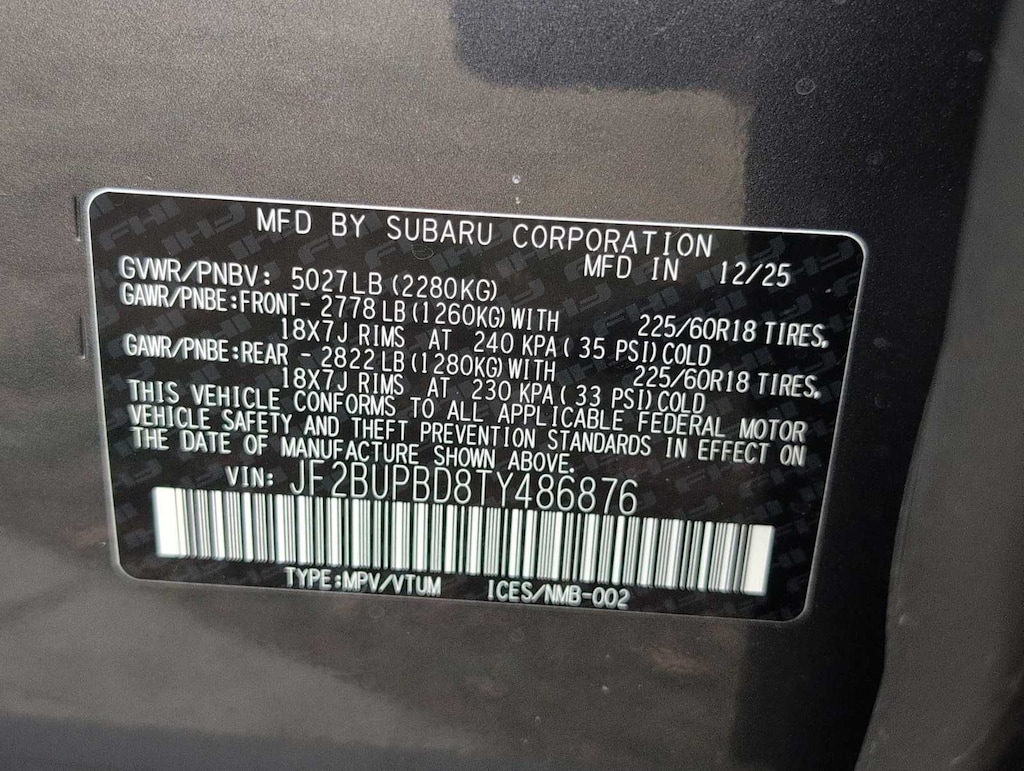 MFD BY SUBARU CORPORATION
MFD IN 12/25
GVWR/PNBV: 5027LB (2280KG)
GAWR/PNBE:FRONT- 2778 LB (1260KG) WITH 225/60R18 TIRES,
18X7J RIMS AT 240 KPA ( 35 PSI) COLD
GAWR/PNBE:REAR - 2822 LB (1280KG) WITH 225/60R18 TIRES,
18X7J RIMS AT 230 KPA ( 33 PSI) COLD
THIS VEHICLE CONFORMS TO ALL APPLICABLE FEDERAL MOTOR
VEHICLE SAFETY AND THEFT PREVENTION STANDARDS IN EFFECT ON
THE DATE OF MANUFACTURE SHOWN ABOVE.
VIN: JF2BUPBD8TY486876
TYPE:MPV/VTUM ICES/NMB-002